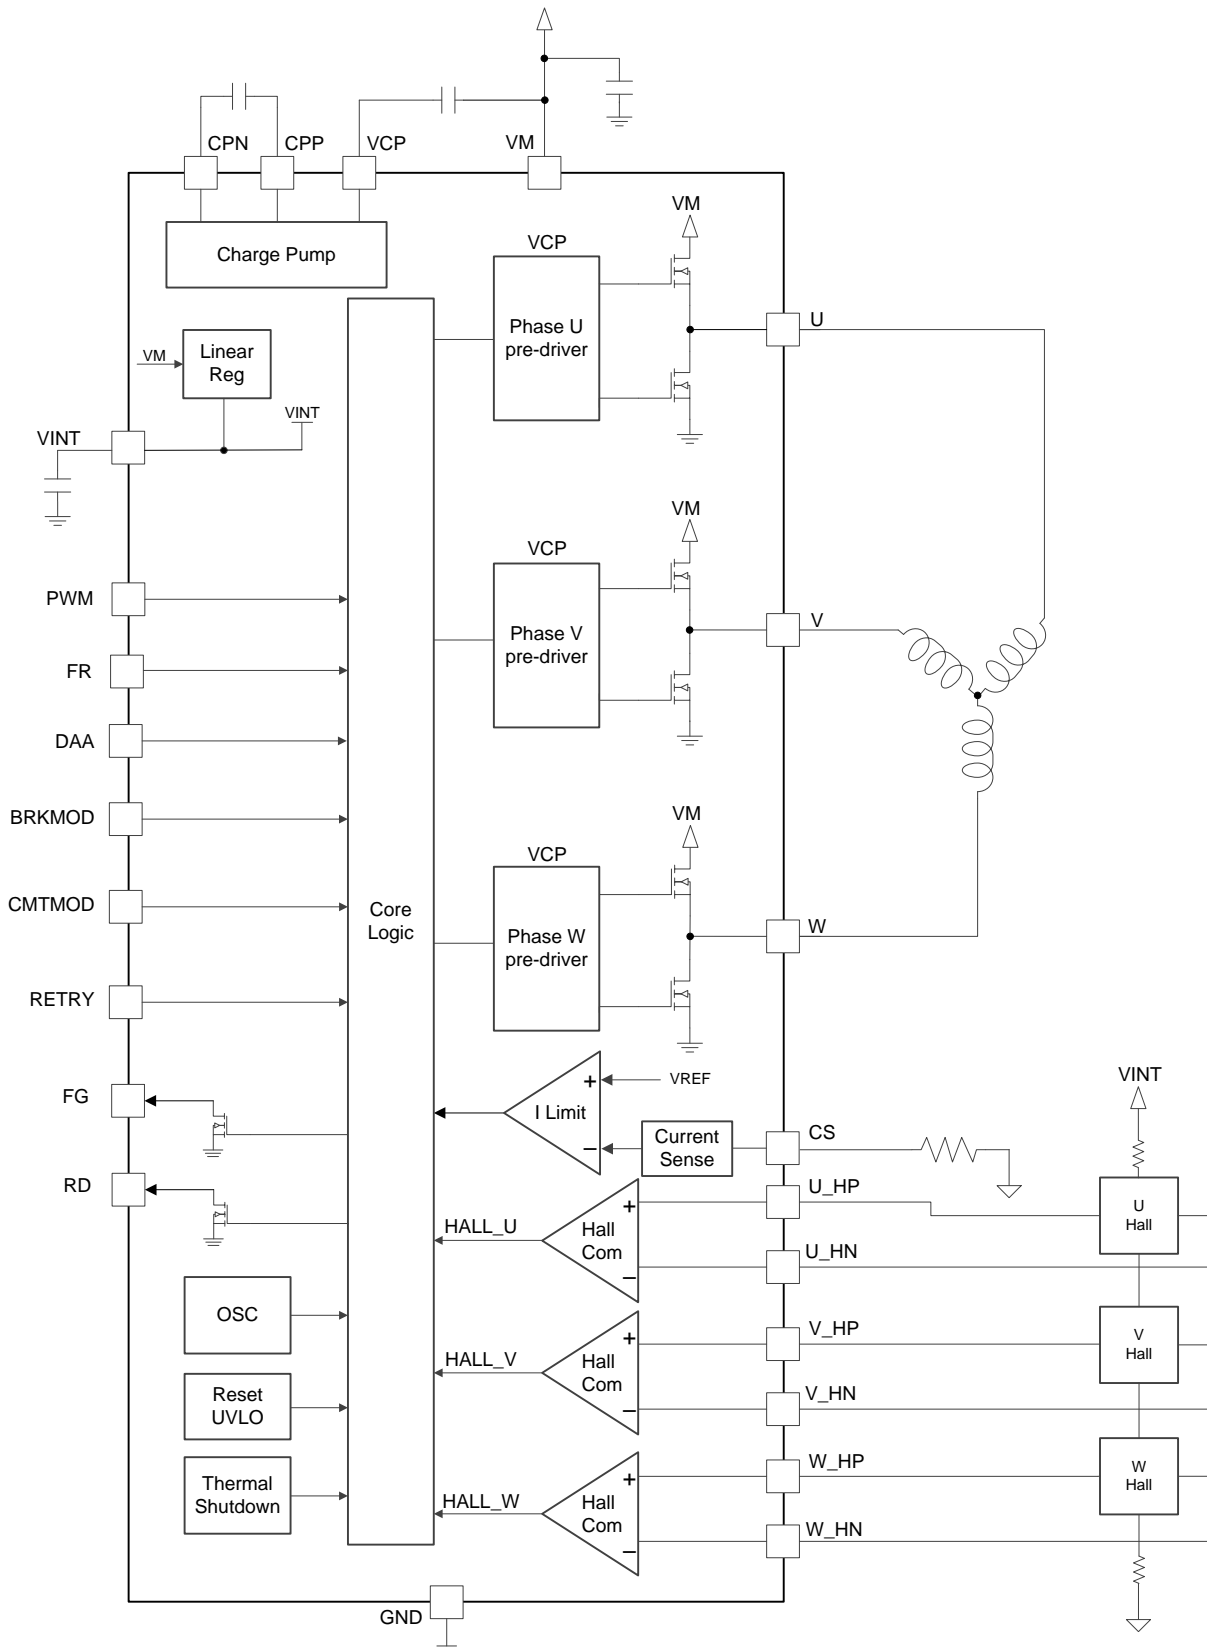 CPN
CPP
VCP
VM
Charge Pump
VM
VCP
Phase U
pre-driver
U
VM
Linear
Reg
VINT
VINT
VM
VCP
Phase V
pre-driver
V
PWM
FR
DAA
BRKMOD
CMTMOD
RETRY
Core
Logic
VM
VCP
Phase W
pre-driver
W
FG
RD
+
−
I Limit
VREF
Current
Sense
CS
VINT
HALL_U
+
−
Hall
Com
U_HP
U_HN
U
Hall
OSC
HALL_V
+
−
Hall
Com
V_HP
V_HN
V
Hall
Reset
UVLO
Thermal
Shutdown
HALL_W
+
−
Hall
Com
W_HP
W_HN
W
Hall
GND